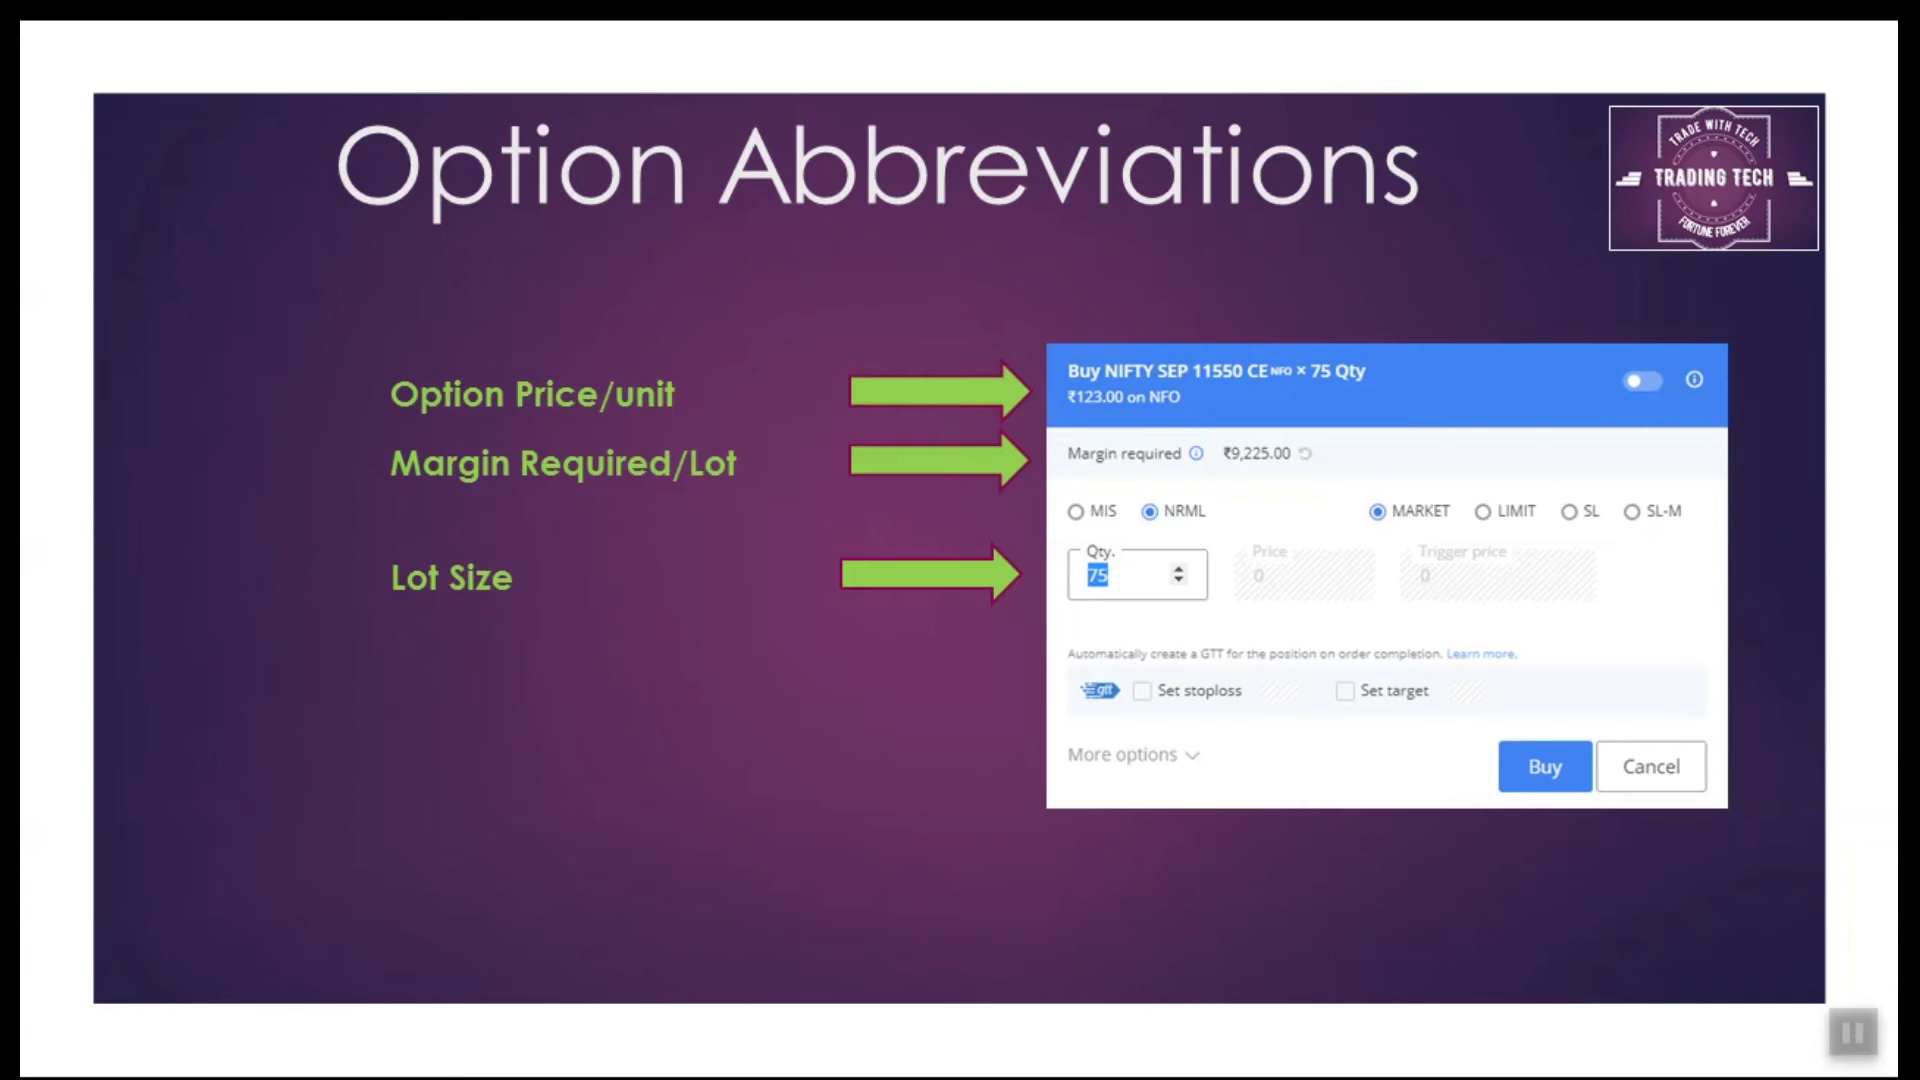 Option Abbreviations
TRADE WITH TECH
TRADING TECH
FORTUNE FOREVER
Option Price/unit
Margin Required/Lot
Lot Size
Buy NIFTY SEP 11550 CE NFO × 75 Qty
₹123.00 on NFO
Margin required ₹9,225.00
MIS NRML MARKET LIMIT SL SL-M
Qty. Price Trigger price
75 0 0
Automatically create a GTT for the position on order completion. Learn more.
gtt Set stoploss Set target
More options Buy Cancel